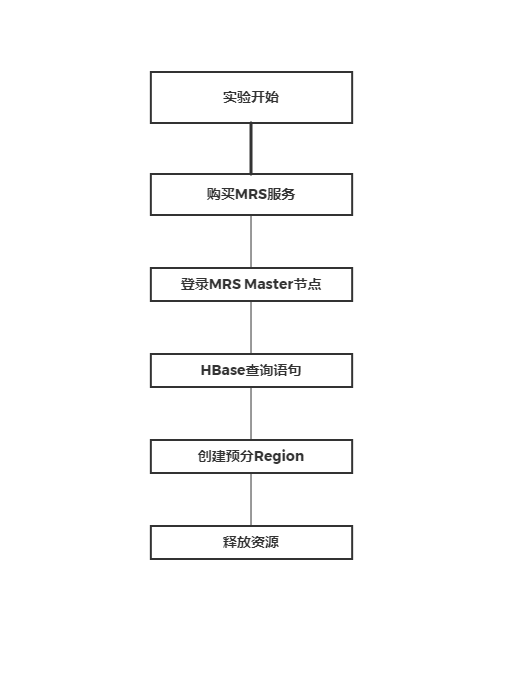 实验开始
购买MRS服务
登录MRS Master节点
HBase查询语句
创建预分Region
释放资源